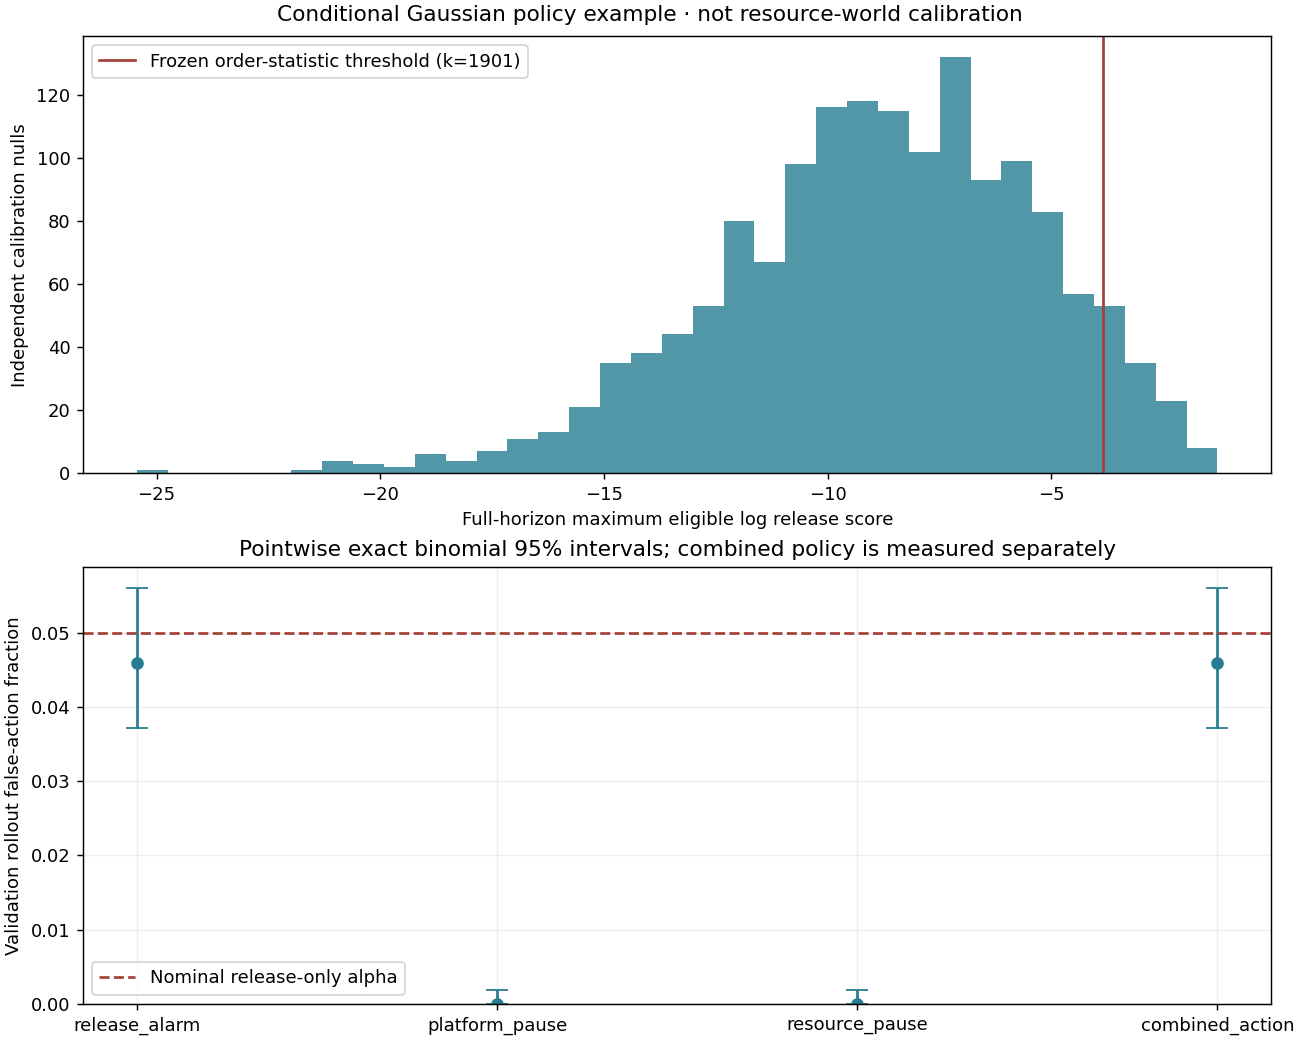 Conditional Gaussian policy example · not resource-world calibration
Frozen order-statistic threshold (k=1901)
Independent calibration nulls
120
100
80
60
40
20
0
−25
−20
−15
−10
−5
Full-horizon maximum eligible log release score
Pointwise exact binomial 95% intervals; combined policy is measured separately
Validation rollout false-action fraction
0.05
0.04
0.03
0.02
0.01
0.00
Nominal release-only alpha
release_alarm
platform_pause
resource_pause
combined_action